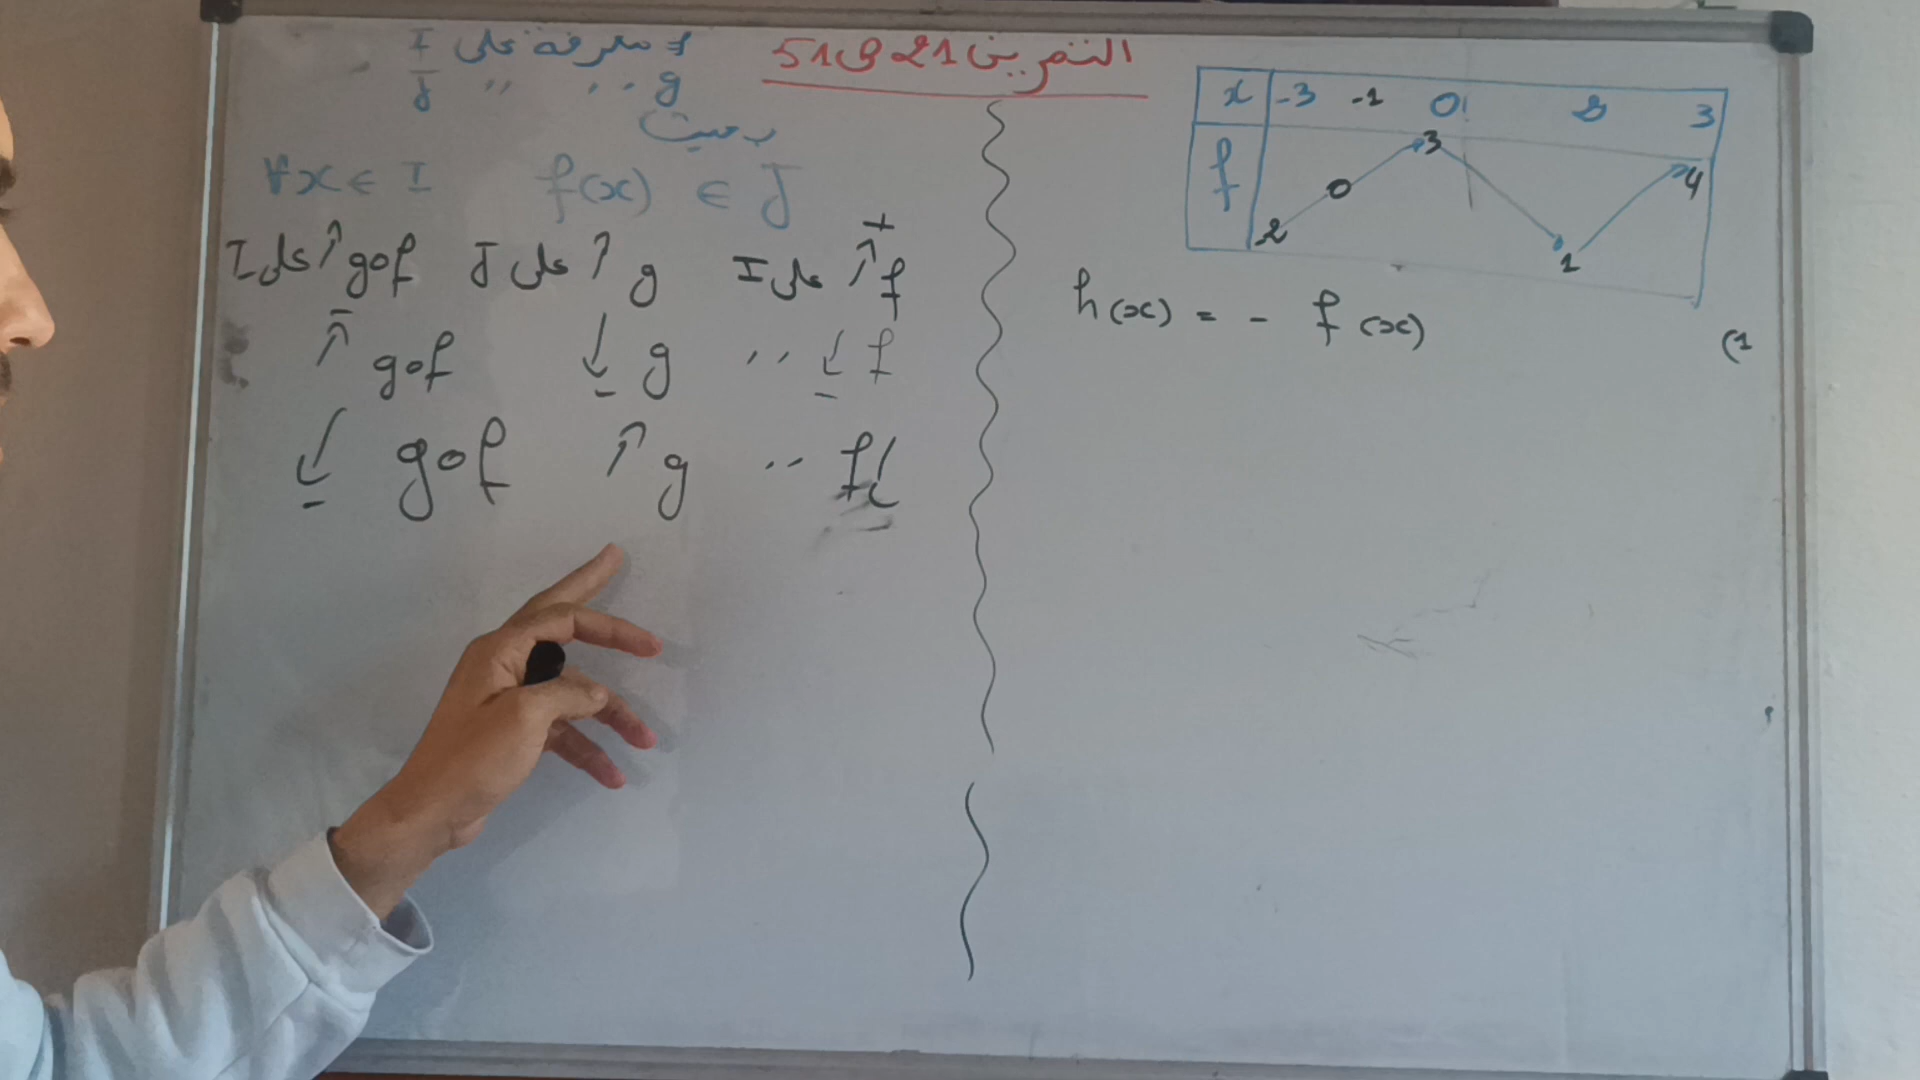 التمرين 21 ص 51
f معرفة على I
g .. ,, J
بحيث
∀x ∈ I f(x) ∈ J
f ↑ على I g ↑ على J gof ↑ على I
+
f ↓ ,, g ↓ gof ↑
- - -
f ↓ .. g ↑ gof ↓
-
x -3 -1 0 2 3
f 2 0 3 1 4
1) h(x) = - f(x)